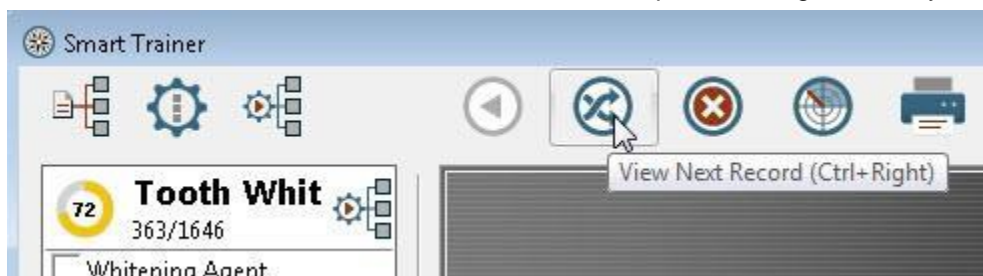 Smart Trainer
View Next Record (Ctrl+Right)
72
Tooth Whit
363/1646
Whitening Agent